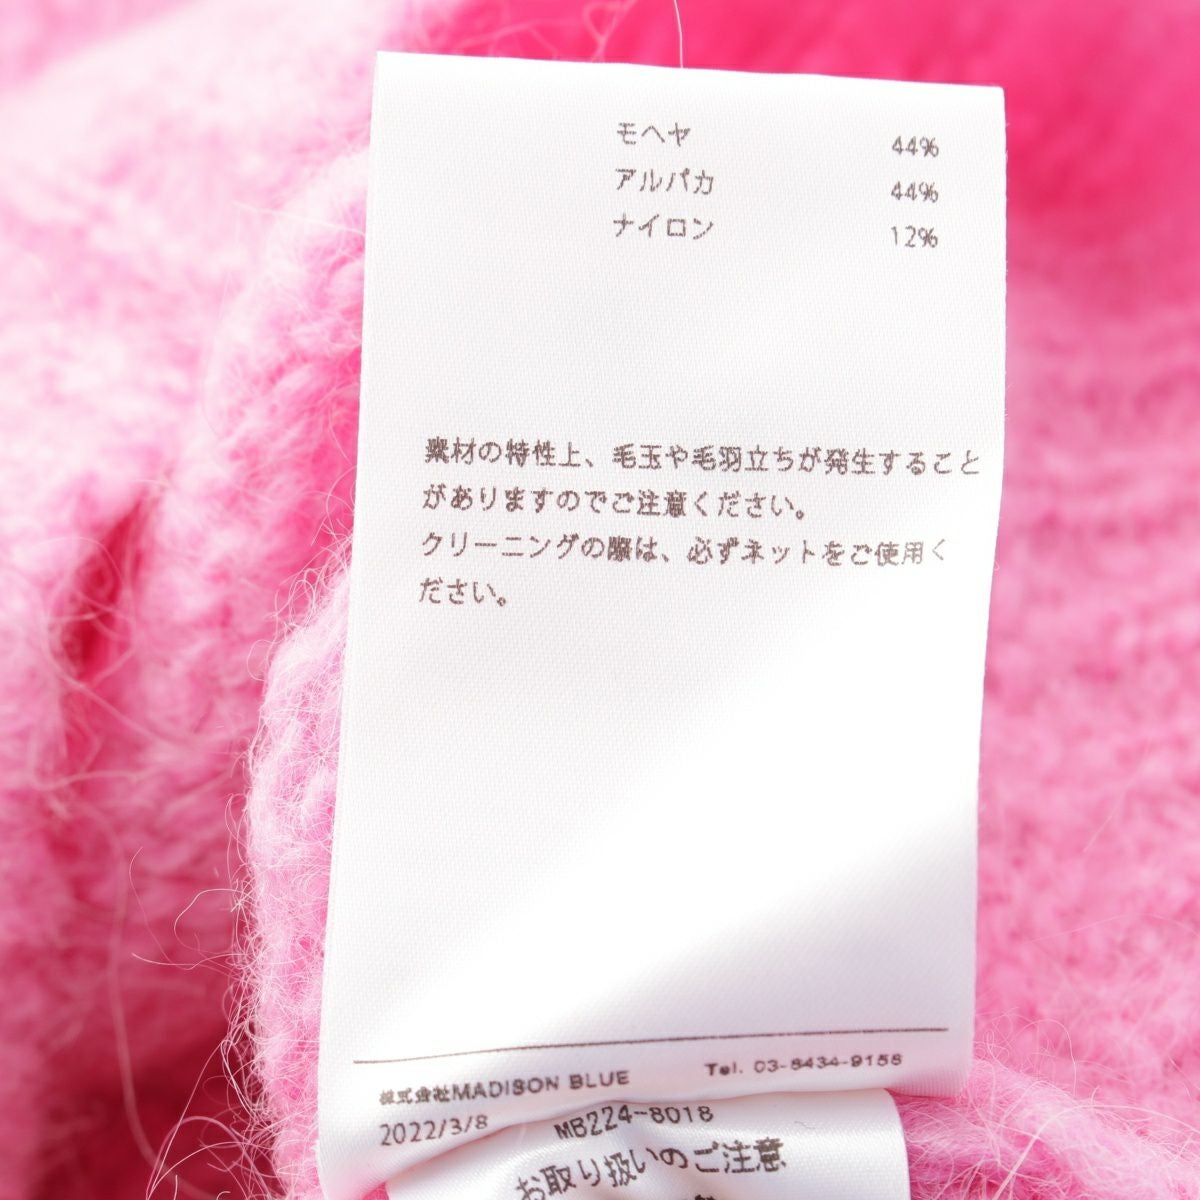 モヘヤ 44%
アルパカ 44%
ナイロン 12%
素材の特性上、毛玉や毛羽立ちが発生すること
がありますのでご注意ください。
クリーニングの際は、必ずネットをご使用く
ださい。
株式会社MADISON BLUE Tel. 03-6434-9156
2022/3/8 MB224-8018
お取り扱いのご注意